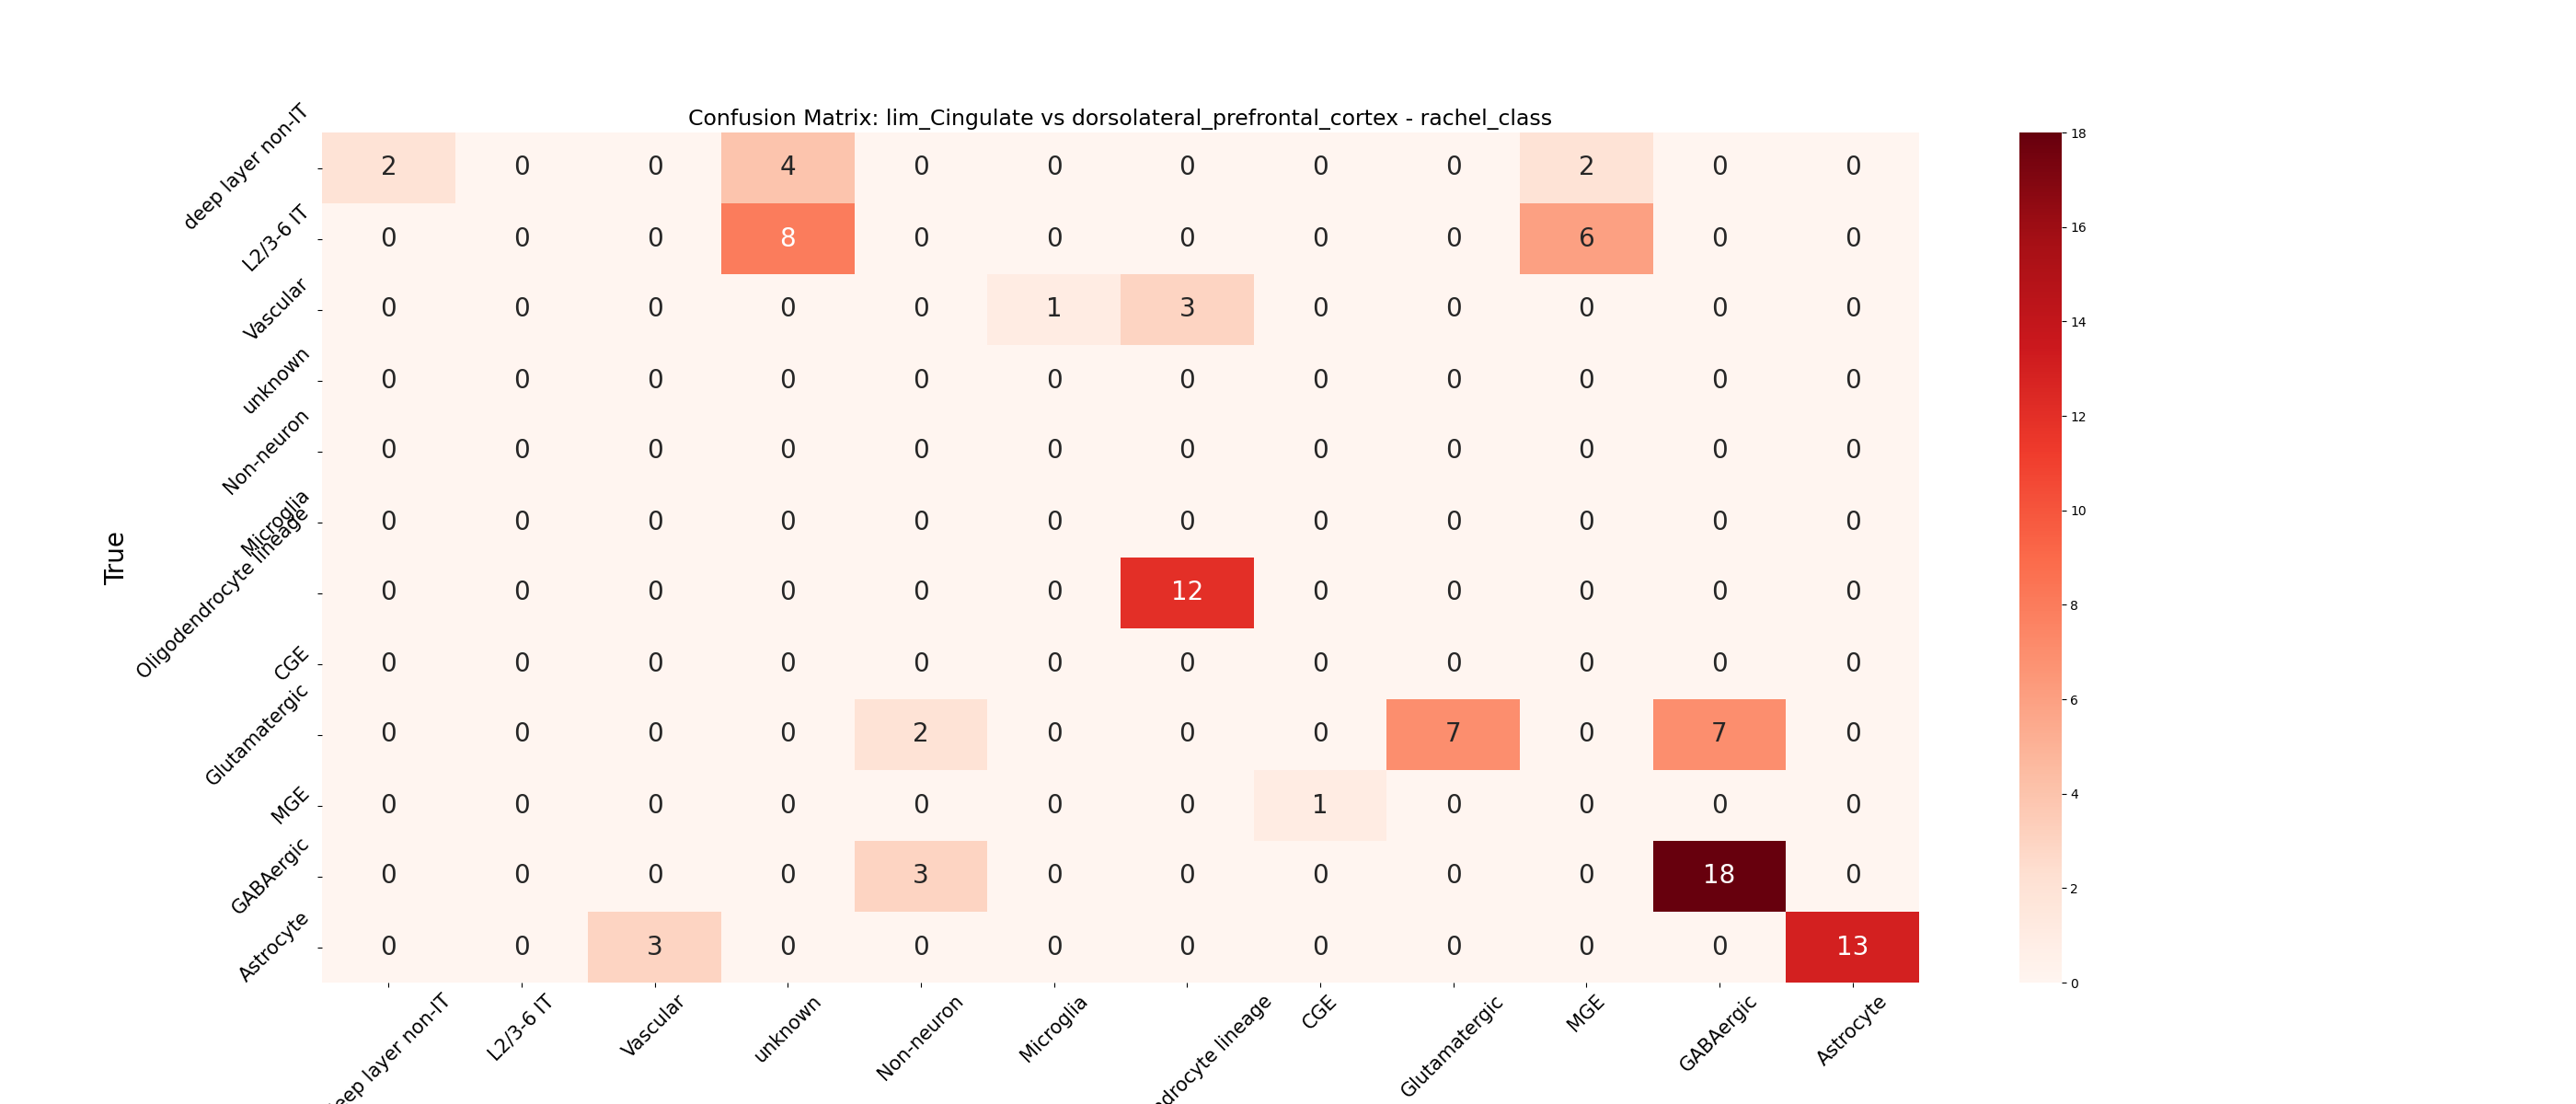 Confusion Matrix: lim_Cingulate vs dorsolateral_prefrontal_cortex - rachel_class
True
deep layer non-IT 2 0 0 4 0 0 0 0 0 2 0 0
L2/3-6 IT 0 0 0 8 0 0 0 0 0 6 0 0
Vascular 0 0 0 0 0 1 3 0 0 0 0 0
unknown 0 0 0 0 0 0 0 0 0 0 0 0
Non-neuron 0 0 0 0 0 0 0 0 0 0 0 0
Microglia 0 0 0 0 0 0 0 0 0 0 0 0
Oligodendrocyte lineage 0 0 0 0 0 0 12 0 0 0 0 0
CGE 0 0 0 0 0 0 0 0 0 0 0 0
Glutamatergic 0 0 0 0 2 0 0 0 7 0 7 0
MGE 0 0 0 0 0 0 0 1 0 0 0 0
GABAergic 0 0 0 0 3 0 0 0 0 0 18 0
Astrocyte 0 0 3 0 0 0 0 0 0 0 0 13
eep layer non-IT
L2/3-6 IT
Vascular
unknown
Non-neuron
Microglia
drocyte lineage
CGE
Glutamatergic
MGE
GABAergic
Astrocyte
18
16
14
12
10
8
6
4
2
0